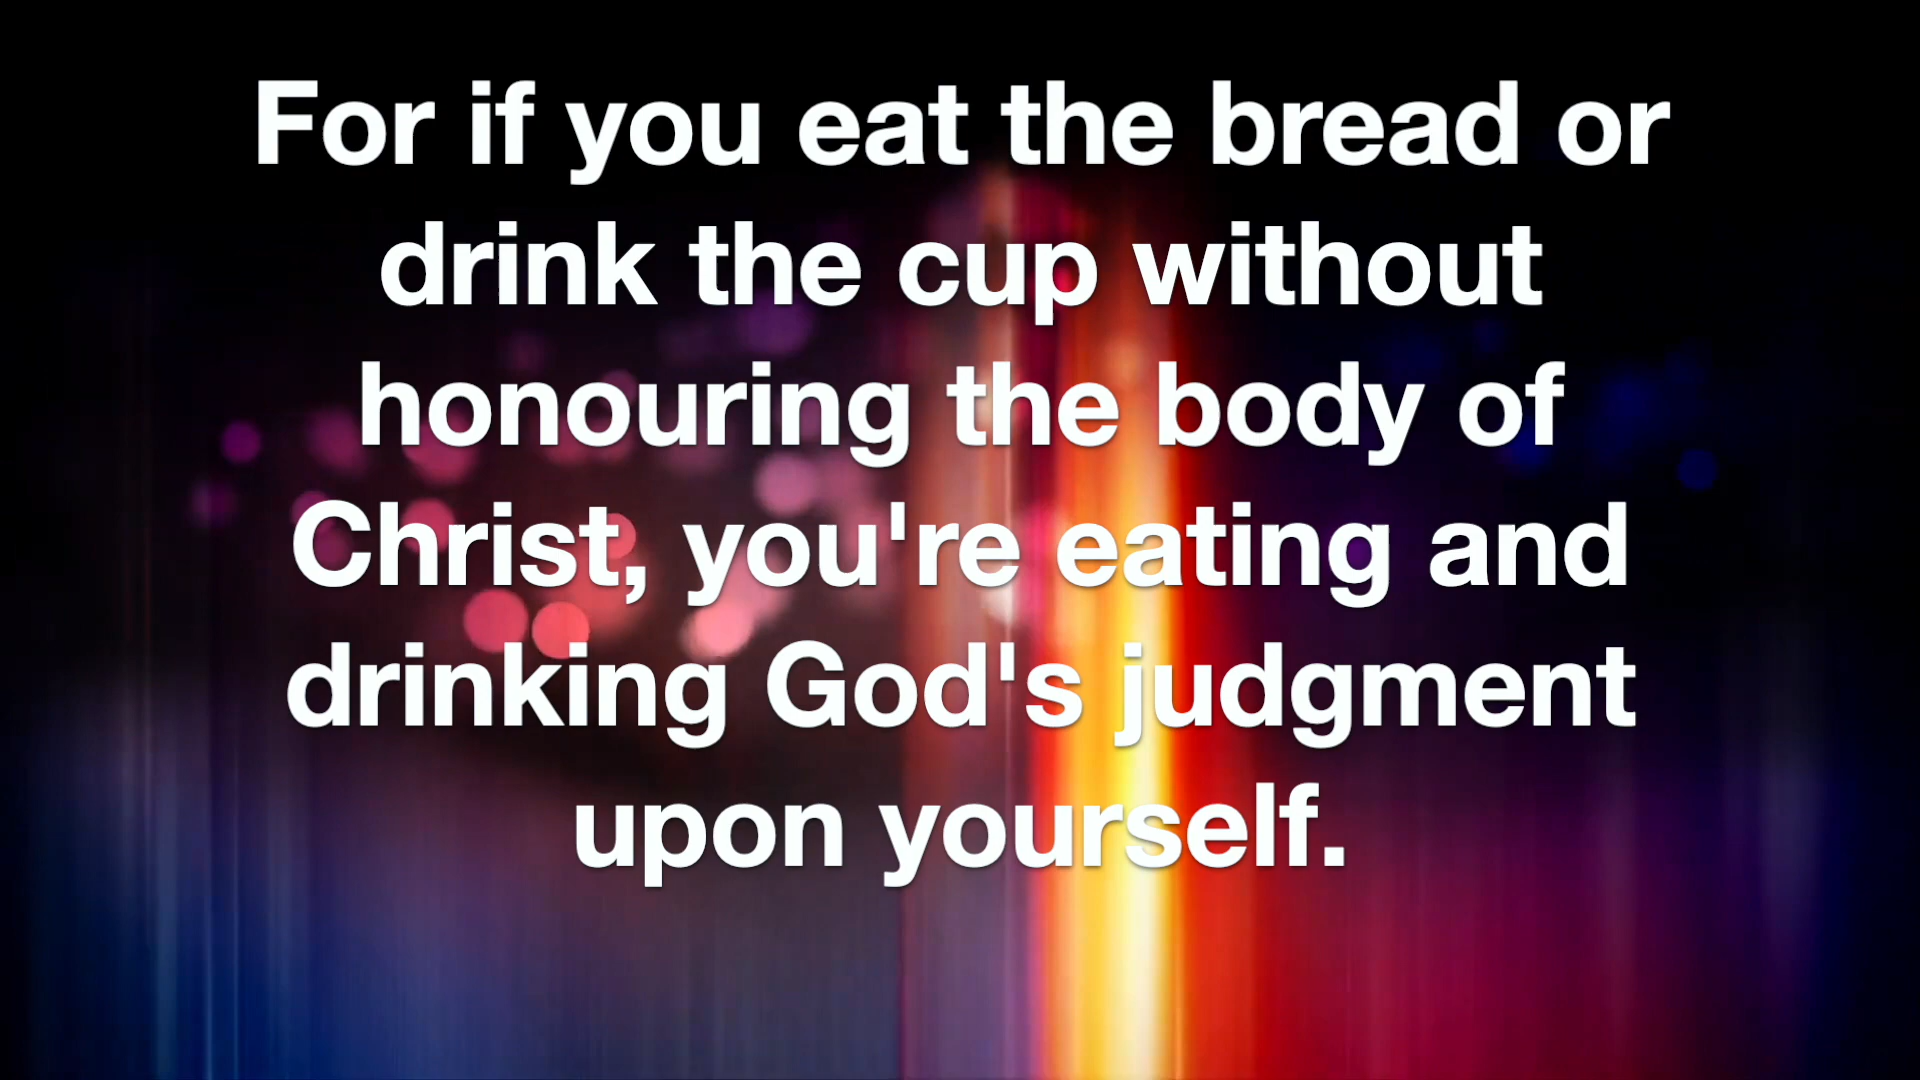 For if you eat the bread or
drink the cup without
honouring the body of
Christ, you're eating and
drinking God's judgment
upon yourself.